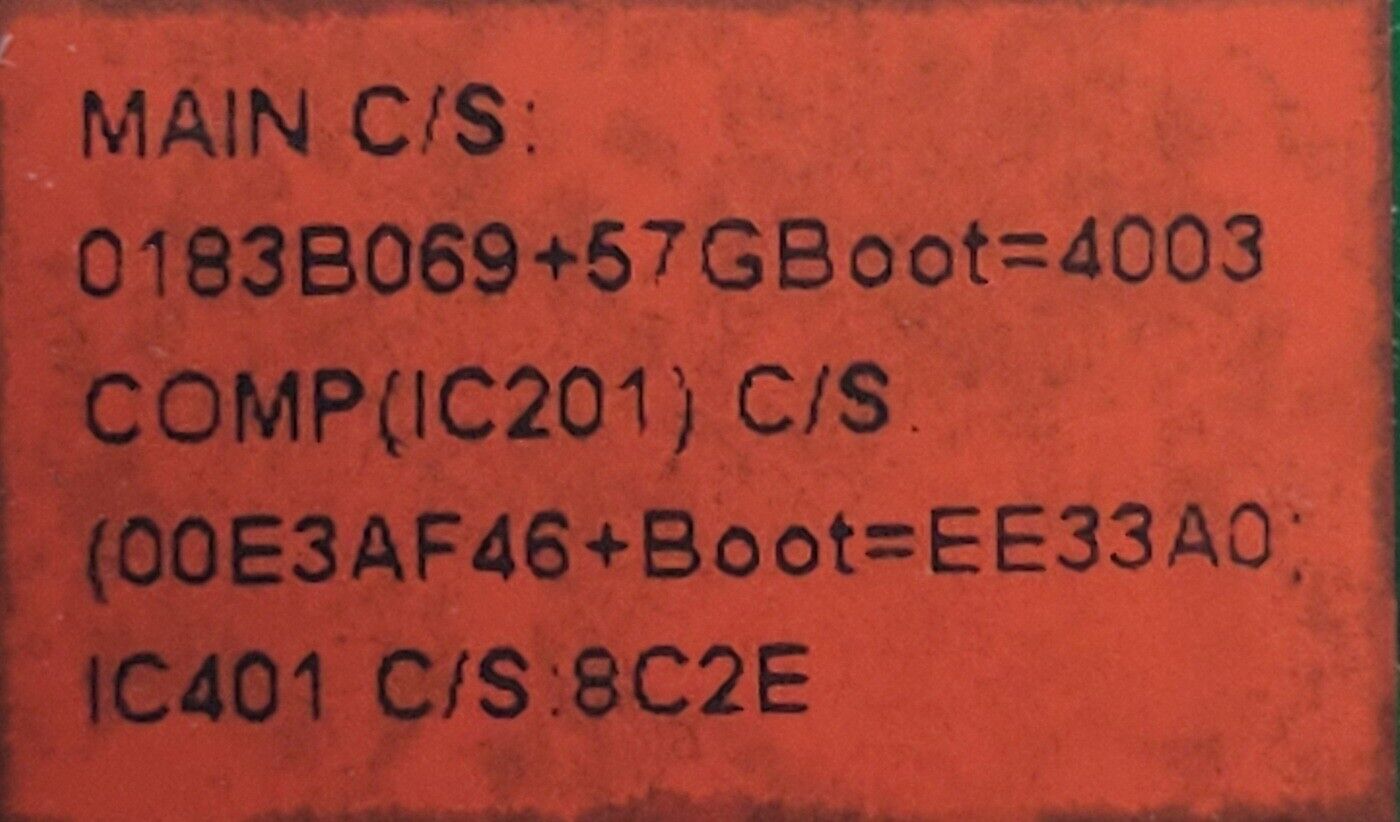 MAIN C/S:
0183B069+57GBoot=4003
COMP(IC201) C/S.
(00E3AF46+Boot=EE33A0;
IC401 C/S:8C2E